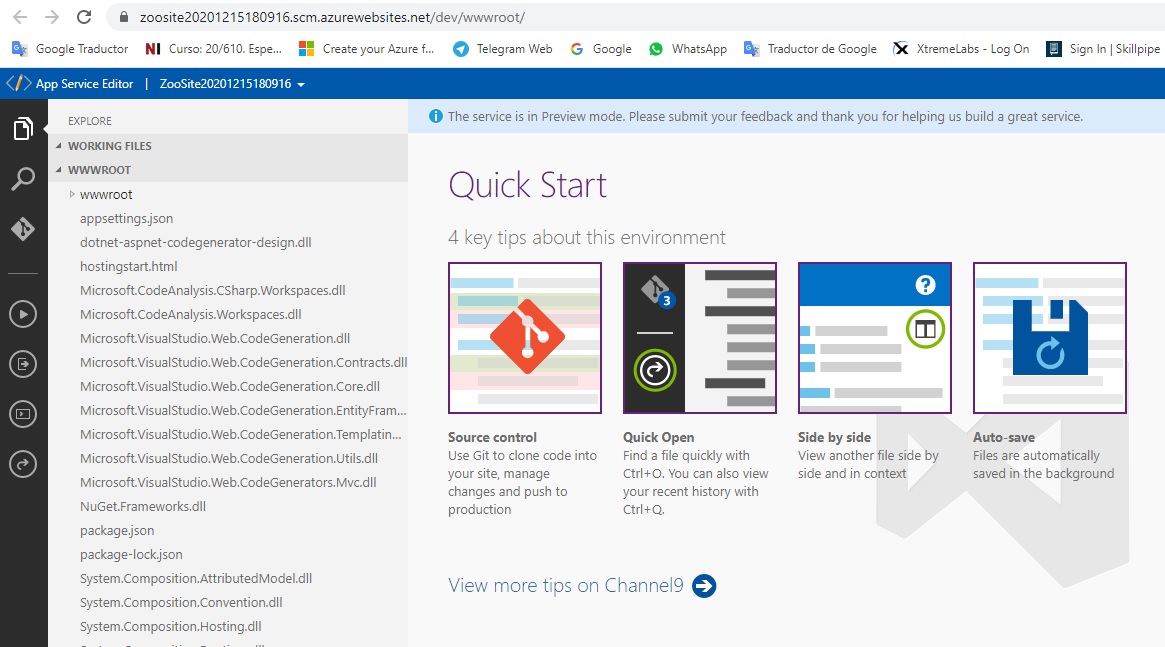 zoosite20201215180916.scm.azurewebsites.net/dev/wwwroot/
Google Traductor
Curso: 20/610. Espe...
Create your Azure f...
Telegram Web
Google
WhatsApp
Traductor de Google
XtremeLabs - Log On
Sign In | Skillpipe
App Service Editor | ZooSite20201215180916
EXPLORE
WORKING FILES
WWWROOT
wwwroot
appsettings.json
dotnet-aspnet-codegenerator-design.dll
hostingstart.html
Microsoft.CodeAnalysis.CSharp.Workspaces.dll
Microsoft.CodeAnalysis.Workspaces.dll
Microsoft.VisualStudio.Web.CodeGeneration.dll
Microsoft.VisualStudio.Web.CodeGeneration.Contracts.dll
Microsoft.VisualStudio.Web.CodeGeneration.Core.dll
Microsoft.VisualStudio.Web.CodeGeneration.EntityFram...
Microsoft.VisualStudio.Web.CodeGeneration.Templatin...
Microsoft.VisualStudio.Web.CodeGeneration.Utils.dll
Microsoft.VisualStudio.Web.CodeGenerators.Mvc.dll
NuGet.Frameworks.dll
package.json
package-lock.json
System.Composition.AttributedModel.dll
System.Composition.Convention.dll
System.Composition.Hosting.dll
The service is in Preview mode. Please submit your feedback and thank you for helping us build a great service.
Quick Start
4 key tips about this environment
3
?
Source control
Use Git to clone code into
your site, manage
changes and push to
production
Quick Open
Find a file quickly with
Ctrl+O. You can also view
your recent history with
Ctrl+Q.
Side by side
View another file side by
side and in context
Auto-save
Files are automatically
saved in the background
View more tips on Channel9